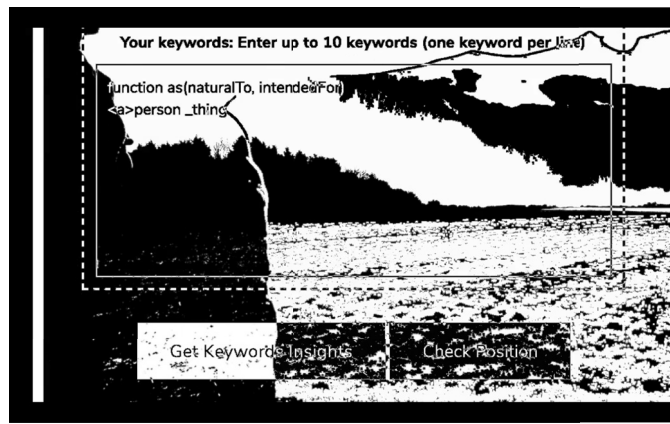 Your keywords: Enter up to 10 keywords (one keyword per line)
function as(naturalTo, intendedFor)
<a>person _thing
Get Keywords Insights
Check Position